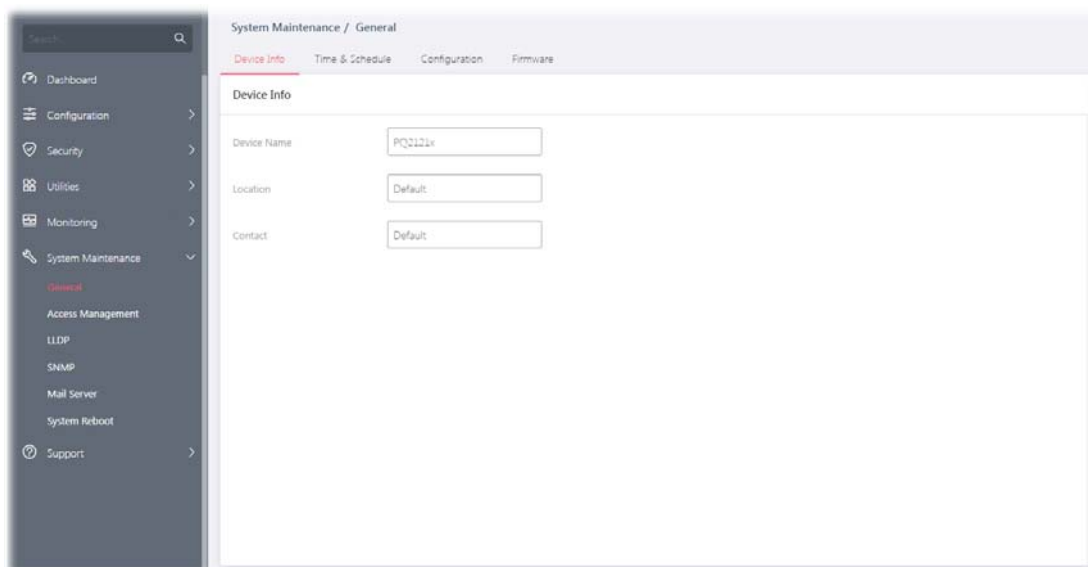 Search
Dashboard
Configuration
Security
Utilities
Monitoring
System Maintenance
General
Access Management
LLDP
SNMP
Mail Server
System Reboot
Support
System Maintenance / General
Device Info Time & Schedule Configuration Firmware
Device Info
Device Name PQ2121x
Location Default
Contact Default